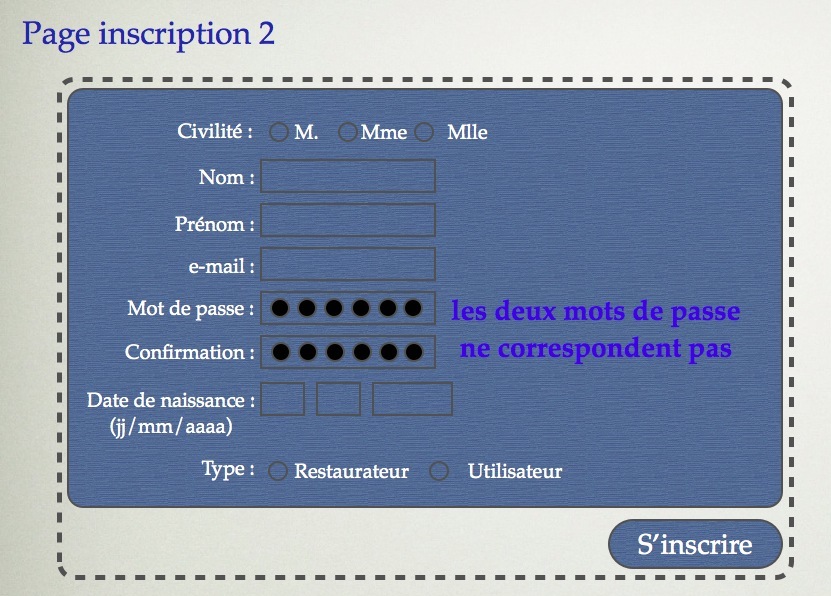 Page inscription 2
Civilité : M. Mme Mlle
Nom :
Prénom :
e-mail :
Mot de passe : les deux mots de passe
Confirmation : ne correspondent pas
Date de naissance :
(jj/mm/aaaa)
Type : Restaurateur Utilisateur
S'inscrire